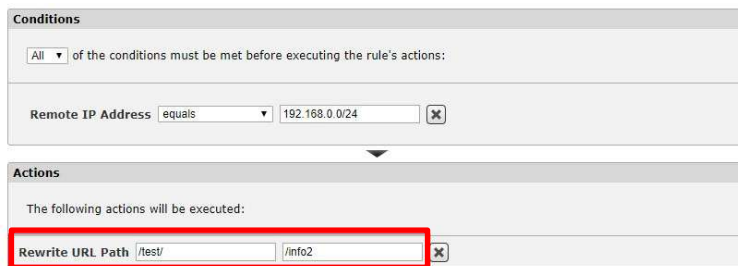 Conditions
All of the conditions must be met before executing the rule's actions:
Remote IP Address equals 192.168.0.0/24
Actions
The following actions will be executed:
Rewrite URL Path /test/ /info2